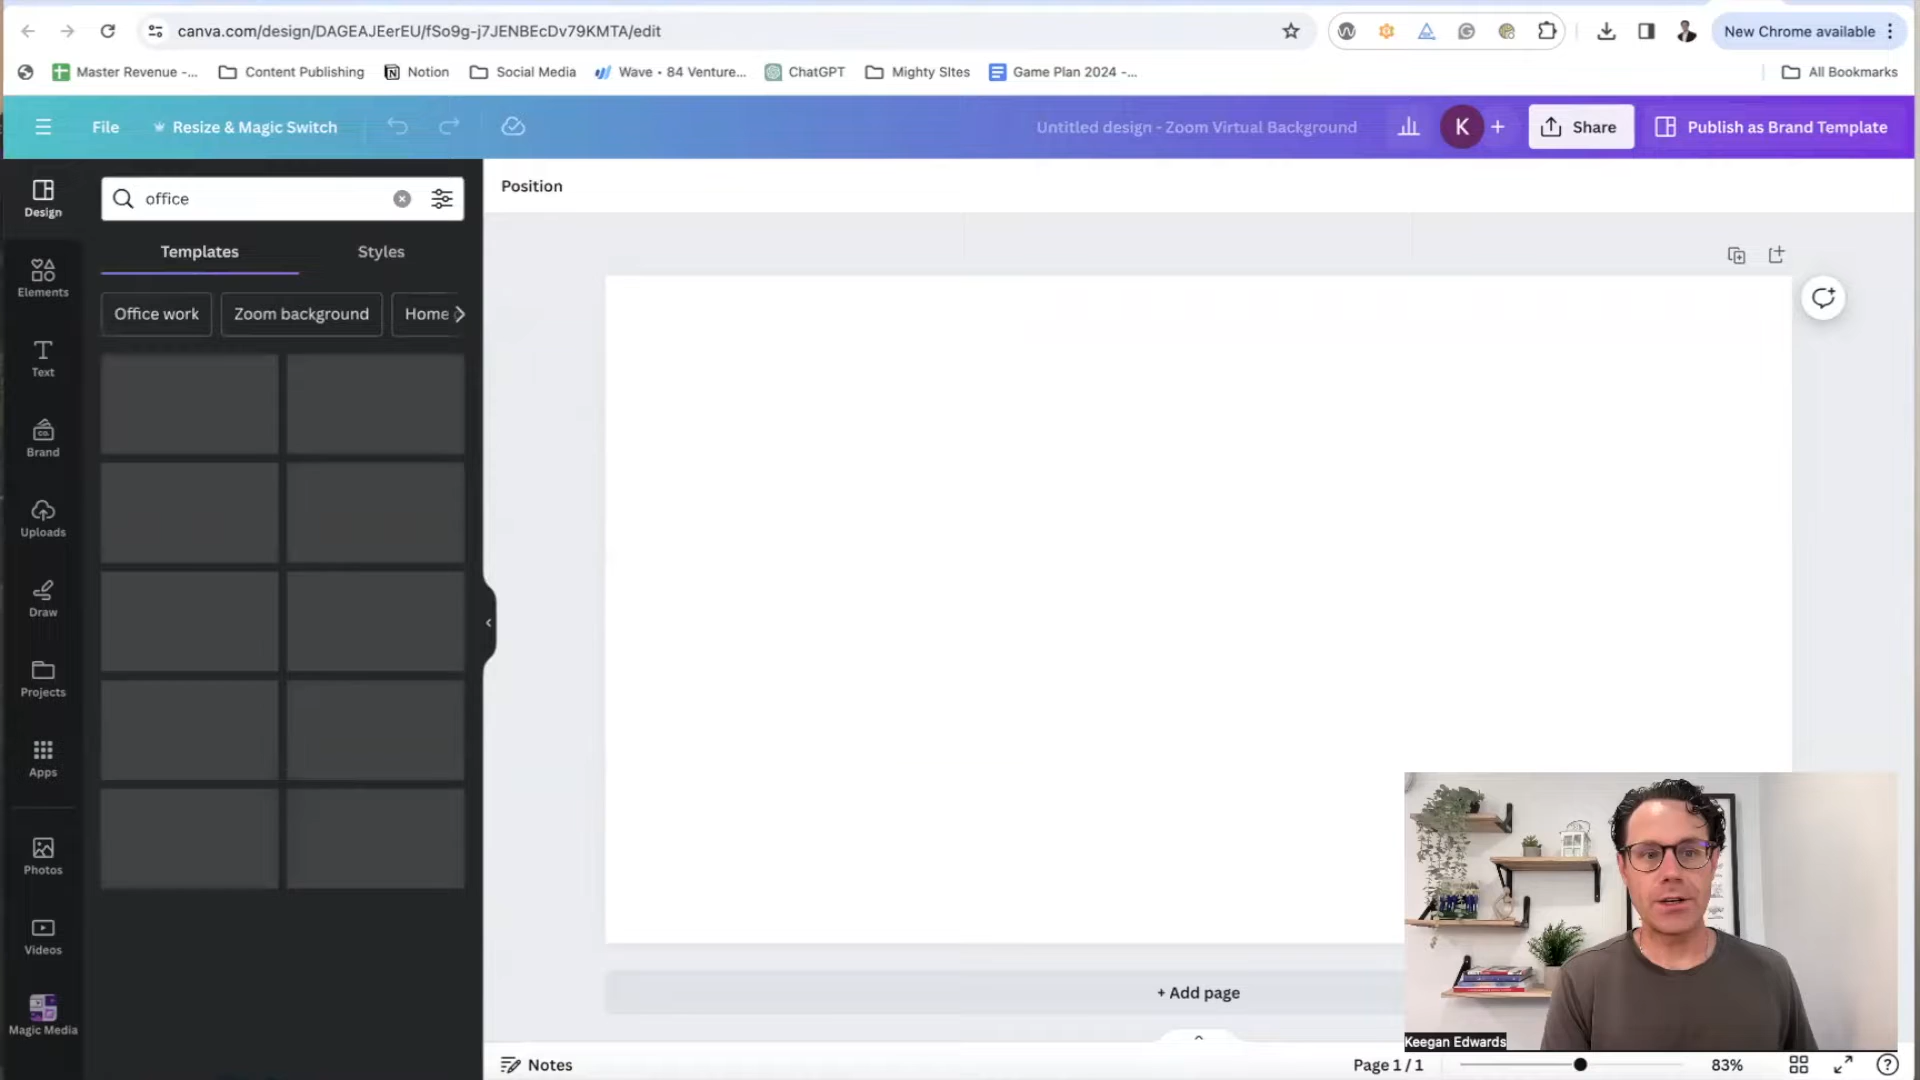 canva.com/design/DAGEAJEerEU/fSo9g-j7JENBEcDv79KMTA/edit
New Chrome available
Master Revenue -...
Content Publishing
Notion
Social Media
Wave • 84 Venture...
ChatGPT
Mighty SItes
Game Plan 2024 -...
All Bookmarks
File
Resize & Magic Switch
Untitled design - Zoom Virtual Background
K
Share
Publish as Brand Template
Design
Elements
Text
Brand
Uploads
Draw
Projects
Apps
Photos
Videos
Magic Media
office
Templates
Styles
Office work
Zoom background
Home
Position
+ Add page
Keegan Edwards
Notes
Page 1 / 1
83%